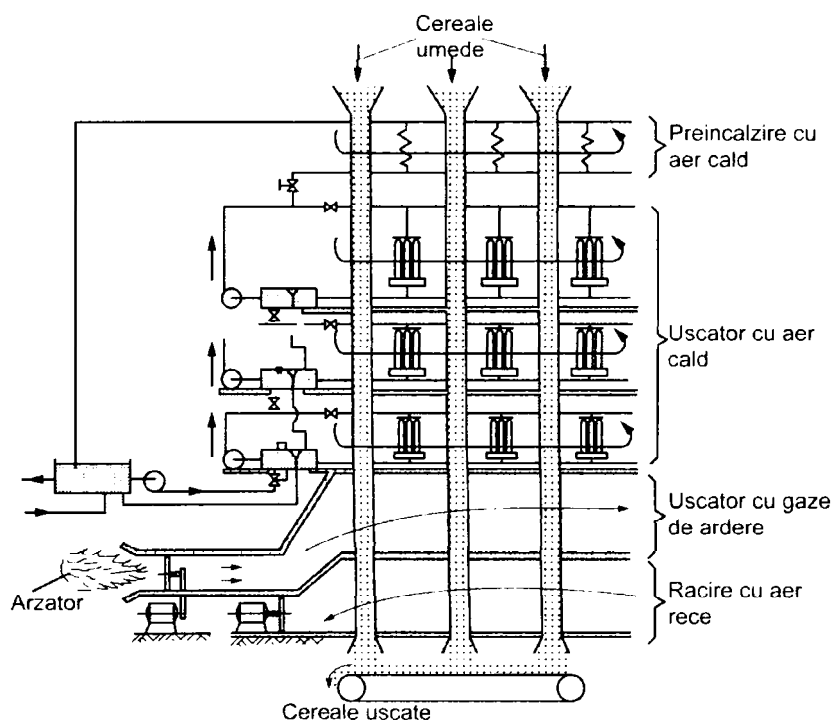 Cereale
umede
Preincalzire cu
aer cald
Uscator cu aer
cald
Uscator cu gaze
de ardere
Arzator
Racire cu aer
rece
Cereale uscate